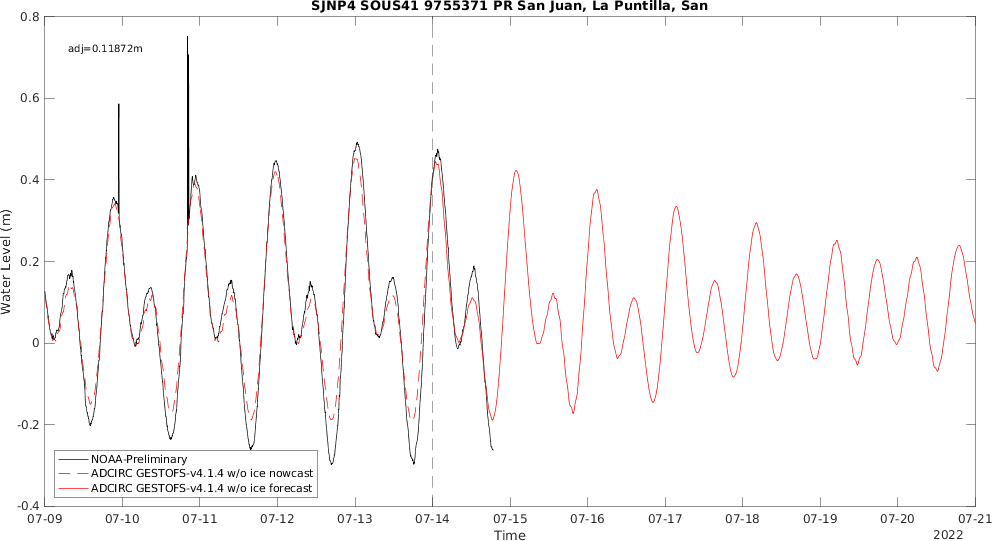 SJNP4 SOUS41 9755371 PR San Juan, La Puntilla, San
adj=0.11872m
Water Level (m)
0.8
0.6
0.4
0.2
0
-0.2
-0.4
NOAA-Preliminary
ADCIRC GESTOFS-v4.1.4 w/o ice nowcast
ADCIRC GESTOFS-v4.1.4 w/o ice forecast
07-09 07-10 07-11 07-12 07-13 07-14 07-15 07-16 07-17 07-18 07-19 07-20 07-21
Time
2022